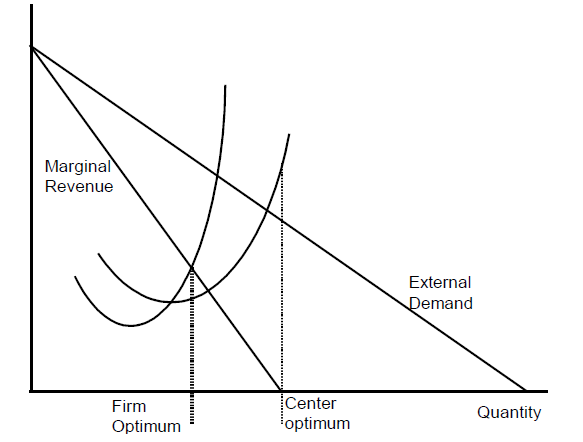 Marginal
Revenue
External
Demand
Firm
Optimum
Center
optimum
Quantity